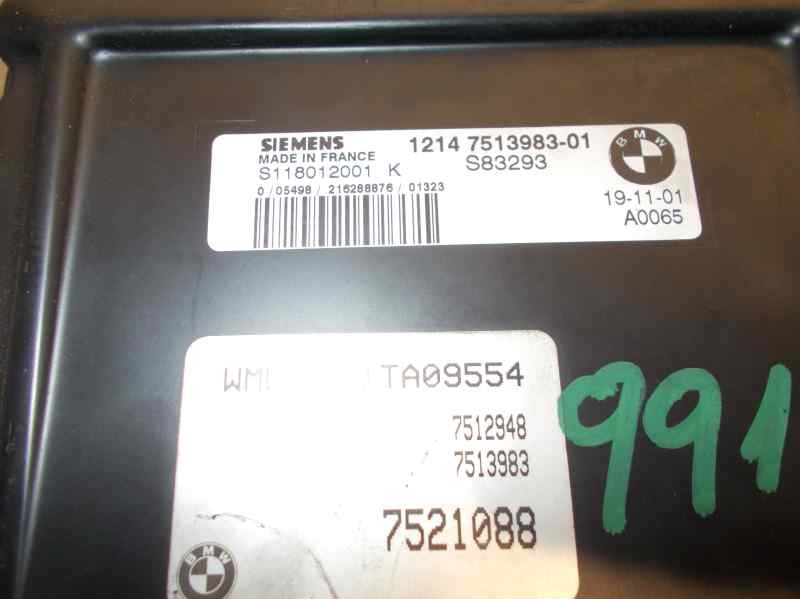 SIEMENS 1214 7513983-01
MADE IN FRANCE
S118012001 K S83293
0 / 05498 / 216288876 / 01323
BMW
19-11-01
A0065
TA09554
7512948
7513983
7521088
BMW
991